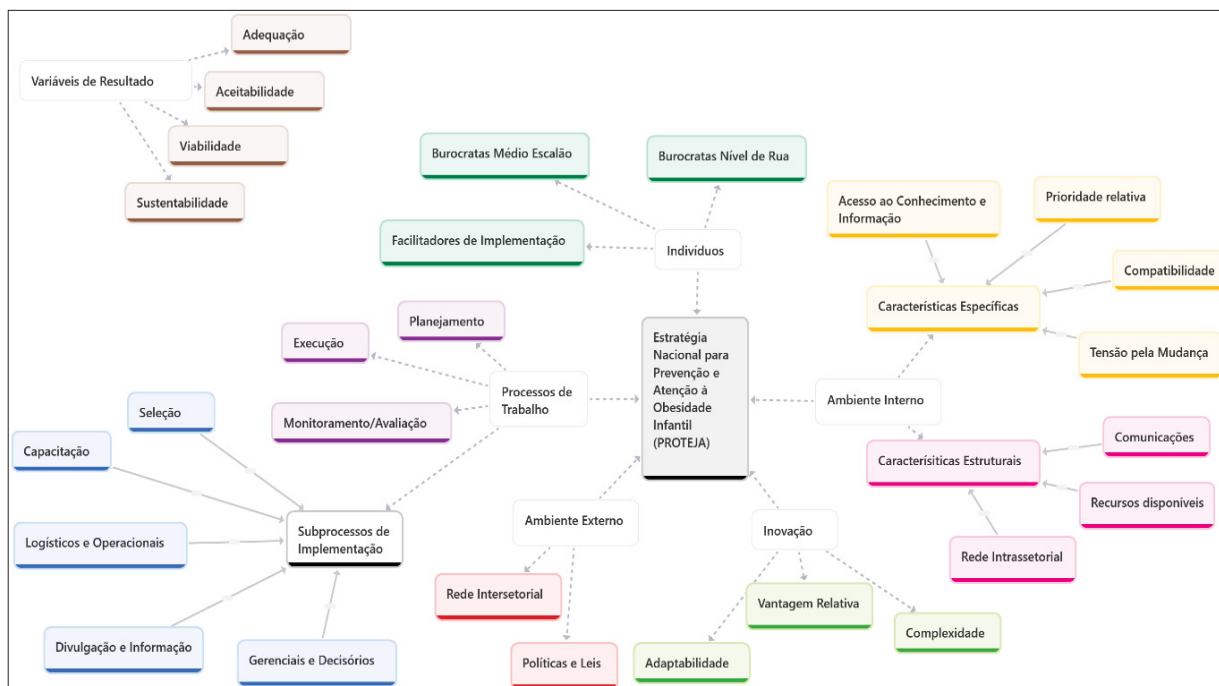 Adequação
Variáveis de Resultado
Aceitabilidade
Viabilidade
Sustentabilidade
Burocratas Médio Escalão
Burocratas Nível de Rua
Facilitadores de Implementação
Indivíduos
Acesso ao Conhecimento e
Informação
Prioridade relativa
Compatibilidade
Características Específicas
Tensão pela Mudança
Ambiente Interno
Comunicações
Caracterísiticas Estruturais
Recursos disponíveis
Rede Intrassetorial
Estratégia
Nacional para
Prevenção e
Atenção à
Obesidade
Infantil
(PROTEJA)
Planejamento
Execução
Processos de
Trabalho
Monitoramento/Avaliação
Seleção
Capacitação
Logísticos e Operacionais
Subprocessos de
Implementação
Divulgação e Informação
Gerenciais e Decisórios
Ambiente Externo
Rede Intersetorial
Políticas e Leis
Inovação
Vantagem Relativa
Adaptabilidade
Complexidade